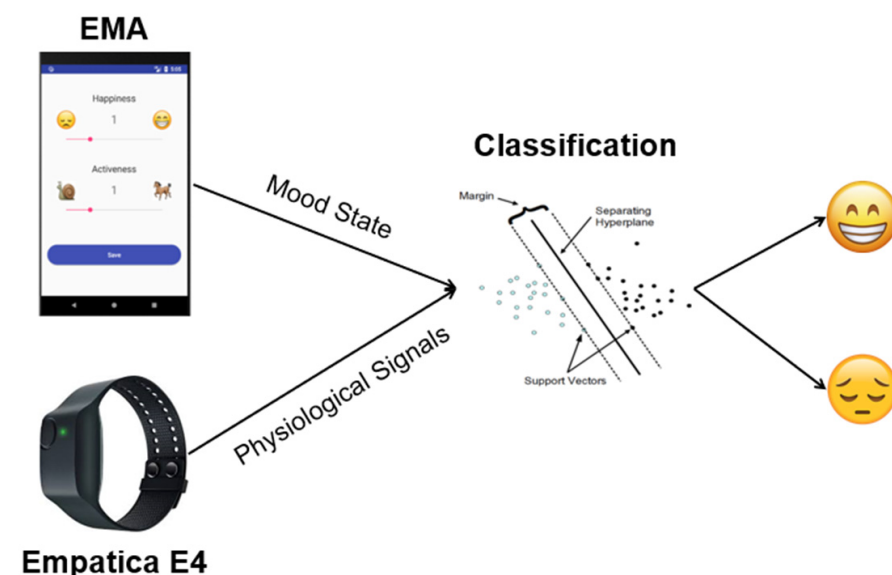 EMA
Happiness
1
Activeness
1
Save
Mood State
Physiological Signals
Empatica E4
Classification
Margin
Separating
Hyperplane
Support Vectors